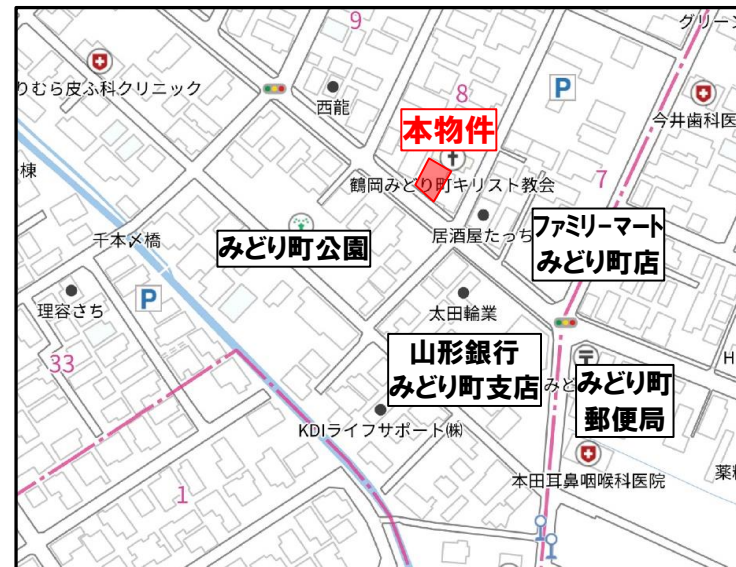 9
グリーン
りむら皮ふ科クリニック
西龍
8
P
今井歯科医
本物件
7
棟
鶴岡みどり町キリスト教会
千本〆橋
みどり町公園
居酒屋たっち
ファミリーマート
みどり町店
理容さち
P
太田輪業
33
山形銀行
みどり町支店
みど
みどり町
郵便局
H
KDIライフサポート㈱
1
本田耳鼻咽喉科医院
薬